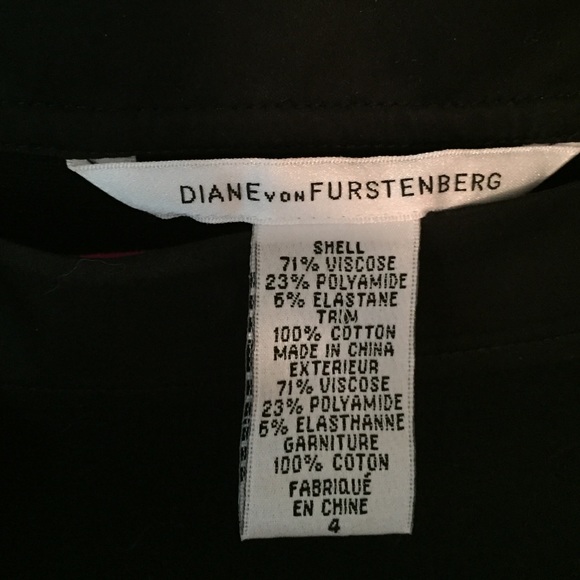 DIANE VON FURSTENBERG
SHELL
71% VISCOSE
23% POLYAMIDE
6% ELASTANE
TRIM
100% COTTON
MADE IN CHINA
EXTERIEUR
71% VISCOSE
23% POLYAMIDE
6% ELASTHANNE
GARNITURE
100% COTON
FABRIQUÉ
EN CHINE
4